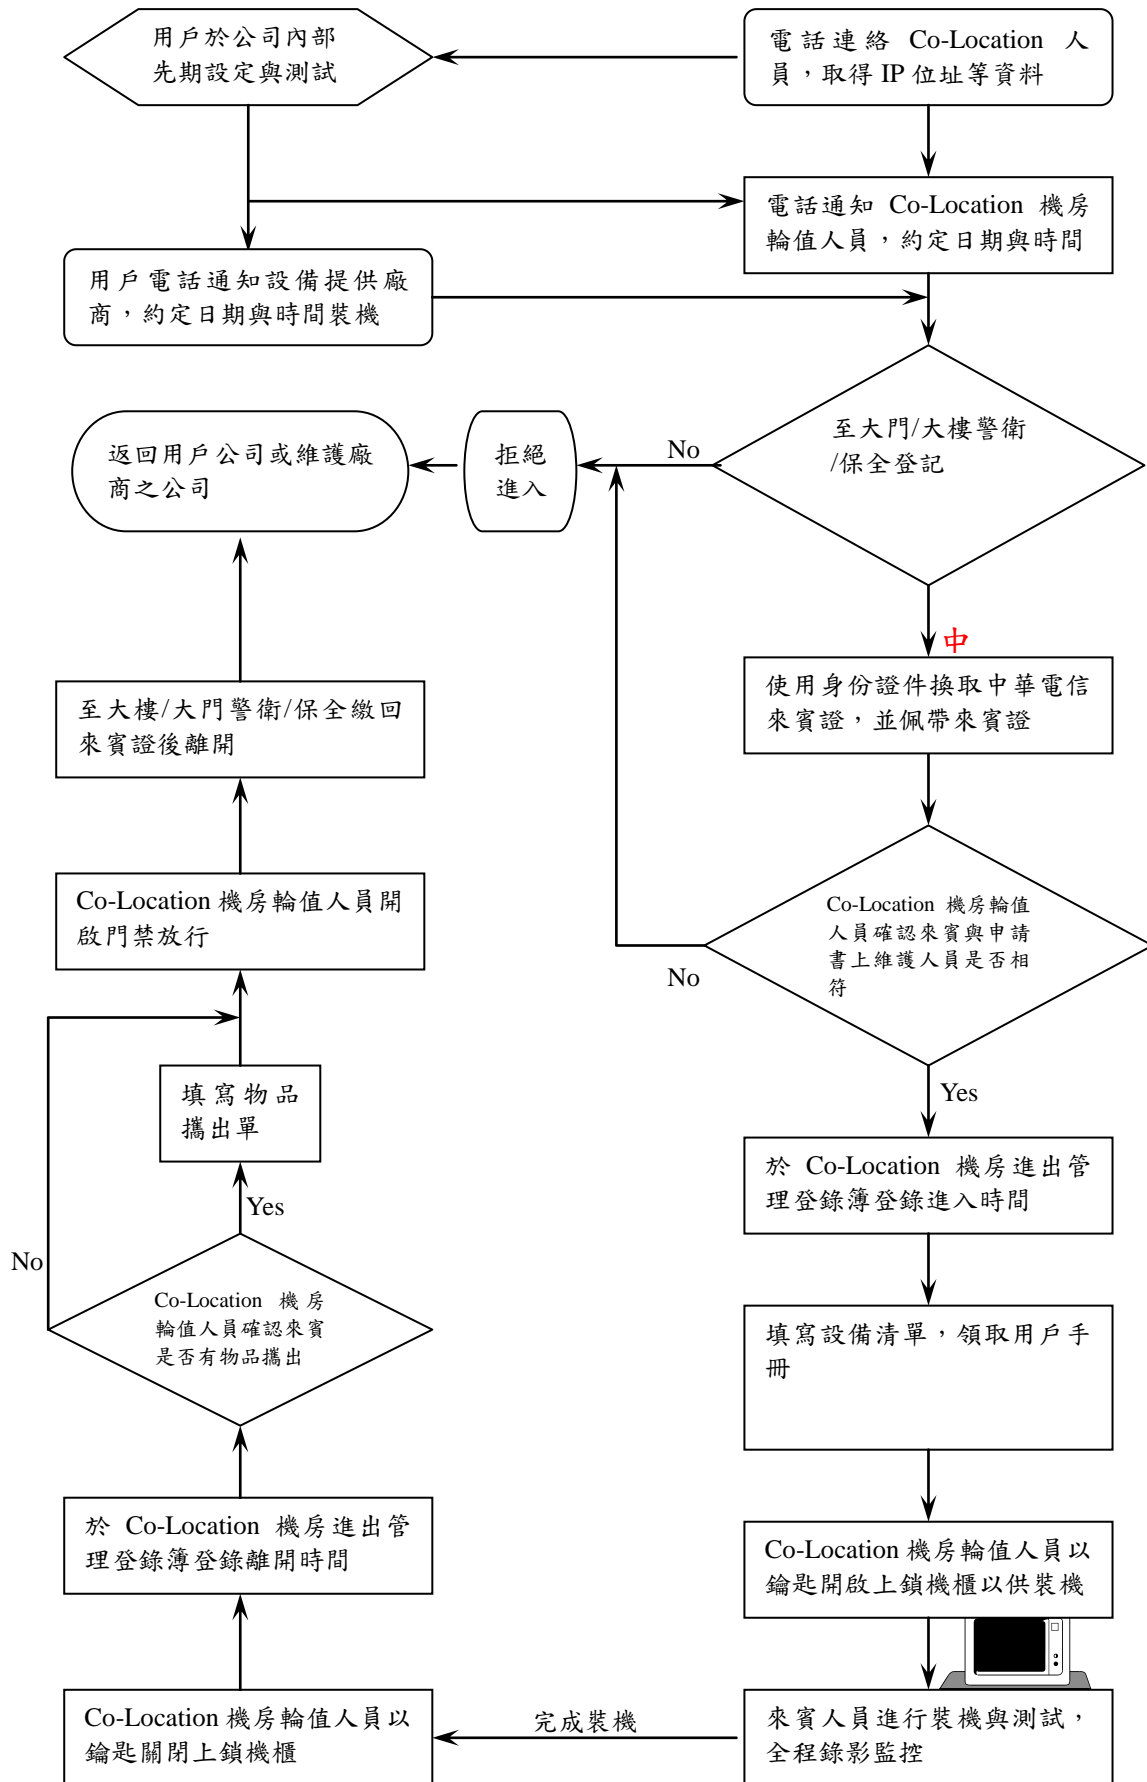 用戶於公司內部
先期設定與測試
電話連絡 Co-Location 人
員，取得 IP 位址等資料
電話通知 Co-Location 機房
輪值人員，約定日期與時間
用戶電話通知設備提供廠
商，約定日期與時間裝機
至大門/大樓警衛
/保全登記
No
拒絕
進入
返回用戶公司或維護廠
商之公司
中
使用身份證件換取中華電信
來賓證，並佩帶來賓證
Co-Location 機房輪值
人員確認來賓與申請
書上維護人員是否相
符
No
Yes
於 Co-Location 機房進出管
理登錄簿登錄進入時間
填寫設備清單，領取用戶手
冊
Co-Location 機房輪值人員以
鑰匙開啟上鎖機櫃以供裝機
來賓人員進行裝機與測試，
全程錄影監控
完成裝機
Co-Location 機房輪值人員以
鑰匙關閉上鎖機櫃
於 Co-Location 機房進出管
理登錄簿登錄離開時間
Co-Location 機房
輪值人員確認來賓
是否有物品攜出
No
Yes
填寫物品
攜出單
Co-Location 機房輪值人員開
啟門禁放行
至大樓/大門警衛/保全繳回
來賓證後離開